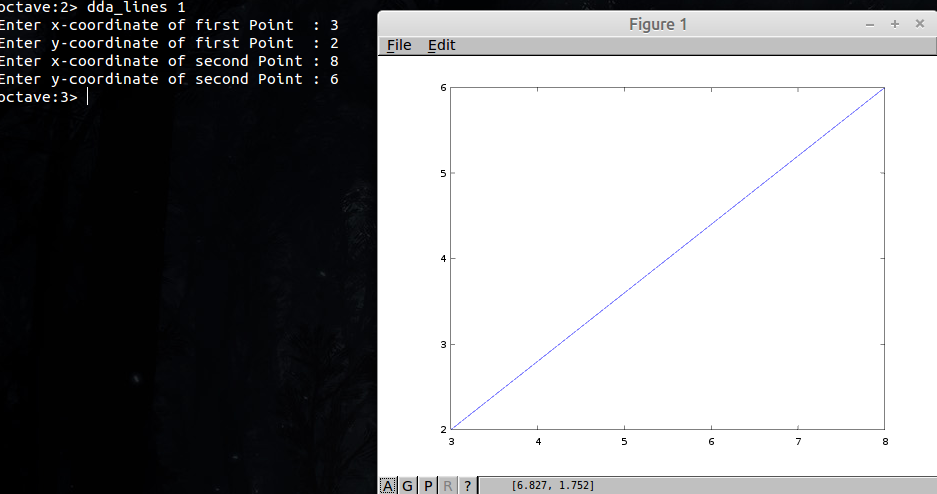 octave:2> dda_lines 1
Enter x-coordinate of first Point  : 3
Enter y-coordinate of first Point  : 2
Enter x-coordinate of second Point : 8
Enter y-coordinate of second Point : 6
octave:3>
Figure 1
File Edit
6
5
4
3
2
3 4 5 6 7 8
A G P R ? [6.827, 1.752]